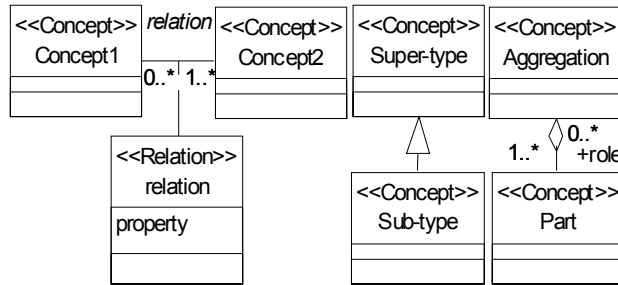 <<Concept>>
Concept1
relation
<<Concept>>
Concept2
0..*
1..*
<<Relation>>
relation
property
<<Concept>>
Super-type
<<Concept>>
Sub-type
<<Concept>>
Aggregation
0..*
1..*
+role
<<Concept>>
Part